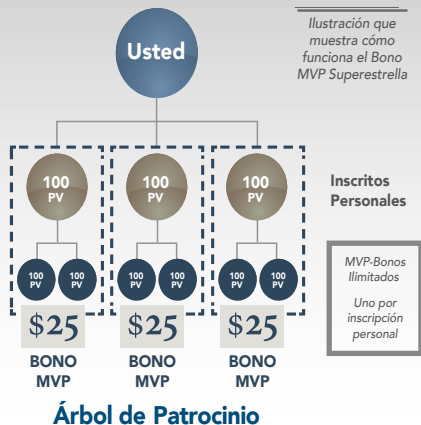 Usted
Ilustración que
muestra cómo
funciona el Bono
MVP Superestrella
100
PV
100
PV
100
PV
Inscritos
Personales
100
PV
100
PV
100
PV
100
PV
100
PV
100
PV
MVP-Bonos
Ilimitados
Uno por
inscripción
personal
$25
$25
$25
BONO
MVP
BONO
MVP
BONO
MVP
Árbol de Patrocinio